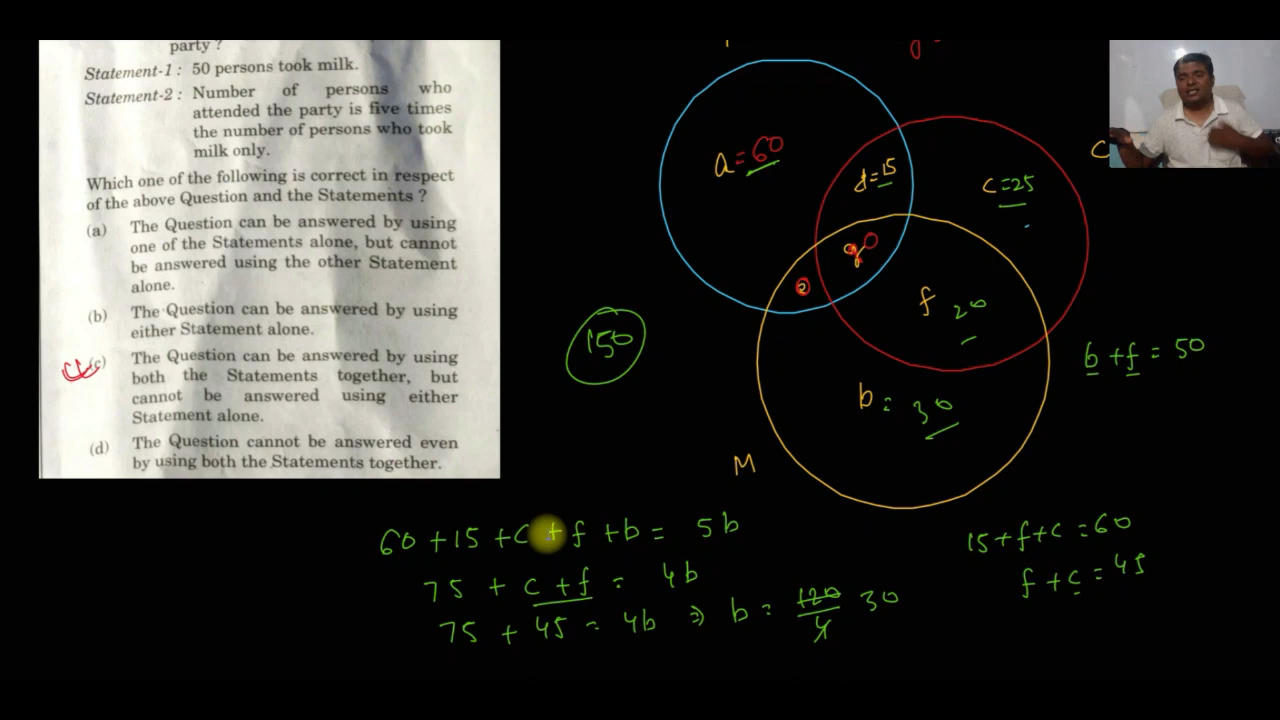 party ?
Statement-1 : 50 persons took milk.
Statement-2 : Number of persons who
attended the party is five times
the number of persons who took
milk only.
Which one of the following is correct in respect
of the above Question and the Statements ?
(a) The Question can be answered by using
one of the Statements alone, but cannot
be answered using the other Statement
alone.
(b) The Question can be answered by using
either Statement alone.
(c) The Question can be answered by using
both the Statements together, but
cannot be answered using either
Statement alone.
(d) The Question cannot be answered even
by using both the Statements together.
a = 60
d = 15
c = 25
C
g 0
f 20
150
b + f = 50
b = 30
M
60 + 15 + c + f + b = 5b
75 + c + f = 4b
75 + 45 = 4b ⇒ b = 120/4 30
15 + f + c = 60
f + c = 45